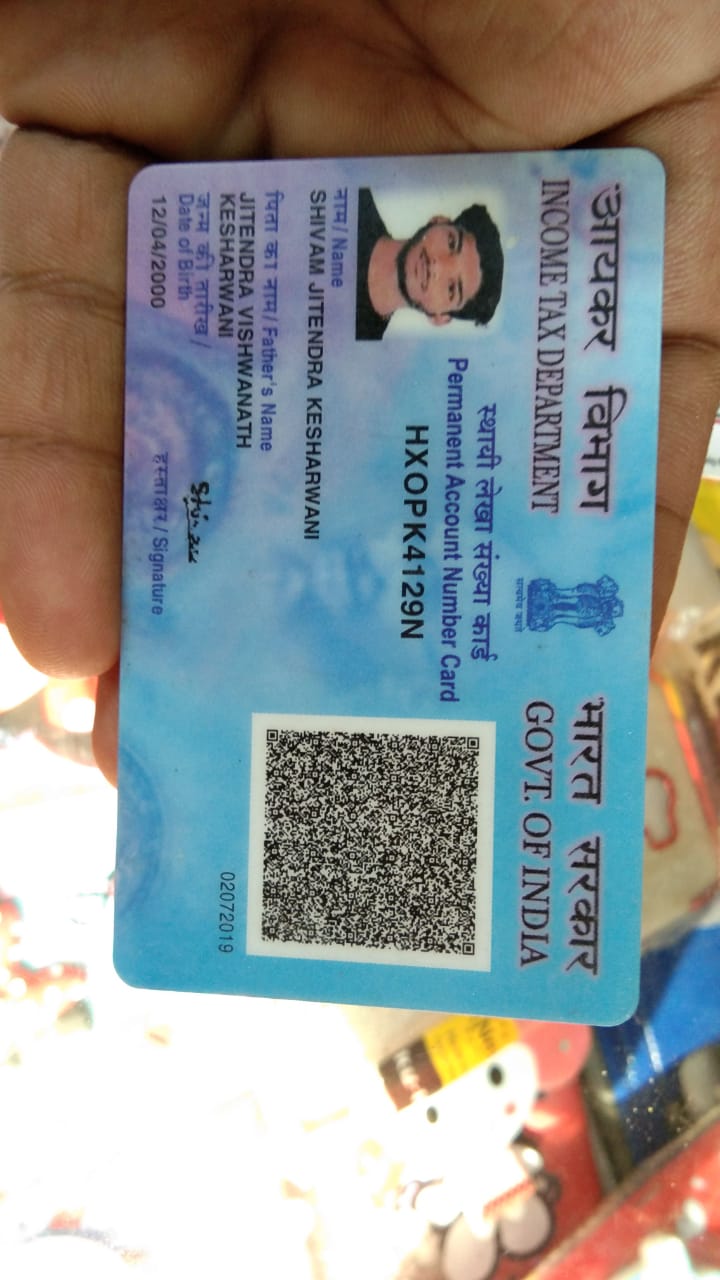 आयकर विभाग
INCOME TAX DEPARTMENT
सत्यमेव जयते
भारत सरकार
GOVT. OF INDIA
स्थायी लेखा संख्या कार्ड
Permanent Account Number Card
HXOPK4129N
नाम / Name
SHIVAM JITENDRA KESHARWANI
पिता का नाम / Father's Name
JITENDRA VISHWANATH
KESHARWANI
जन्म की तारीख /
Date of Birth
12/04/2000
हस्ताक्षर / Signature
02072019